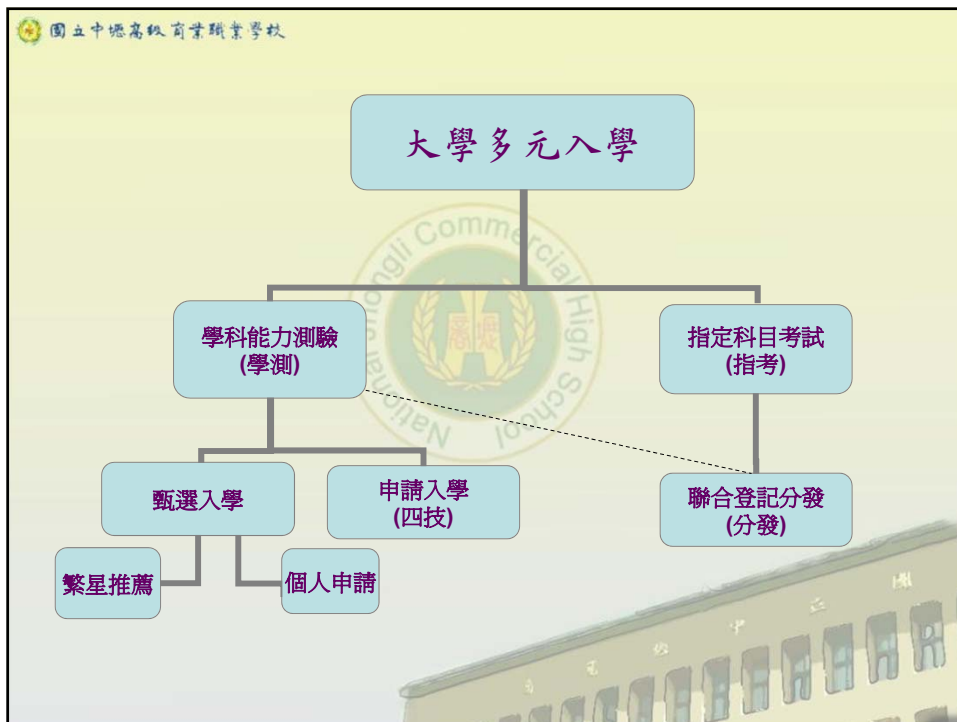 國立中壢高級商業職業學校
大學多元入學
National Chungli Commercial High School
商壢
學科能力測驗
(學測)
指定科目考試
(指考)
甄選入學
申請入學
(四技)
聯合登記分發
(分發)
繁星推薦
個人申請